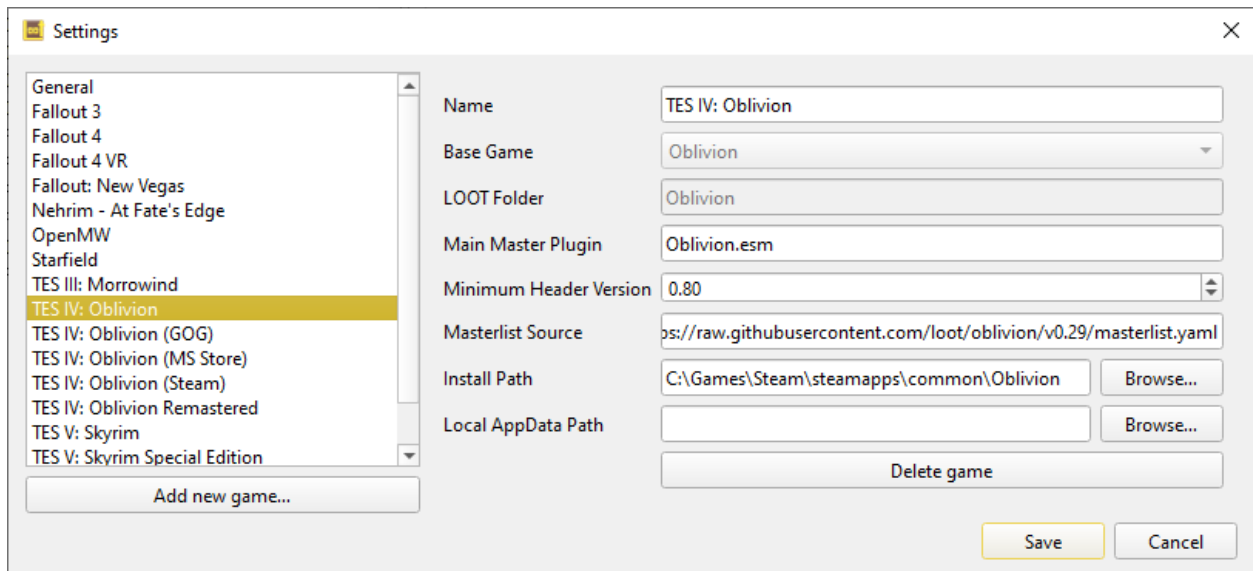 Settings
General
Fallout 3
Fallout 4
Fallout 4 VR
Fallout: New Vegas
Nehrim - At Fate's Edge
OpenMW
Starfield
TES III: Morrowind
TES IV: Oblivion
TES IV: Oblivion (GOG)
TES IV: Oblivion (MS Store)
TES IV: Oblivion (Steam)
TES IV: Oblivion Remastered
TES V: Skyrim
TES V: Skyrim Special Edition
Add new game...
Name TES IV: Oblivion
Base Game Oblivion
LOOT Folder Oblivion
Main Master Plugin Oblivion.esm
Minimum Header Version 0.80
Masterlist Source os://raw.githubusercontent.com/loot/oblivion/v0.29/masterlist.yaml
Install Path C:\Games\Steam\steamapps\common\Oblivion Browse...
Local AppData Path Browse...
Delete game
Save Cancel